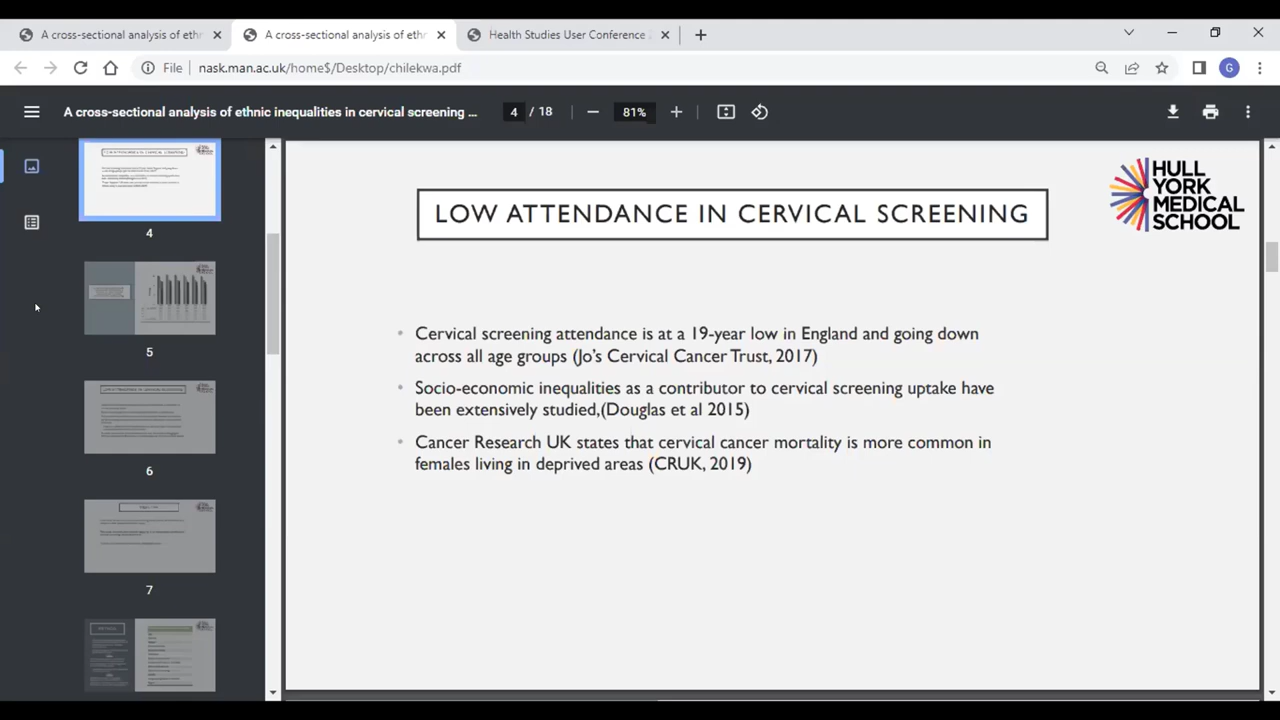 A cross-sectional analysis of ethn
A cross-sectional analysis of ethn
Health Studies User Conference
File
nask.man.ac.uk/home$/Desktop/chilekwa.pdf
G
A cross-sectional analysis of ethnic inequalities in cervical screening ...
4 / 18
81%
4
5
6
7
HULL
YORK
MEDICAL
SCHOOL
LOW ATTENDANCE IN CERVICAL SCREENING
• Cervical screening attendance is at a 19-year low in England and going down
across all age groups (Jo's Cervical Cancer Trust, 2017)
• Socio-economic inequalities as a contributor to cervical screening uptake have
been extensively studied,(Douglas et al 2015)
• Cancer Research UK states that cervical cancer mortality is more common in
females living in deprived areas (CRUK, 2019)